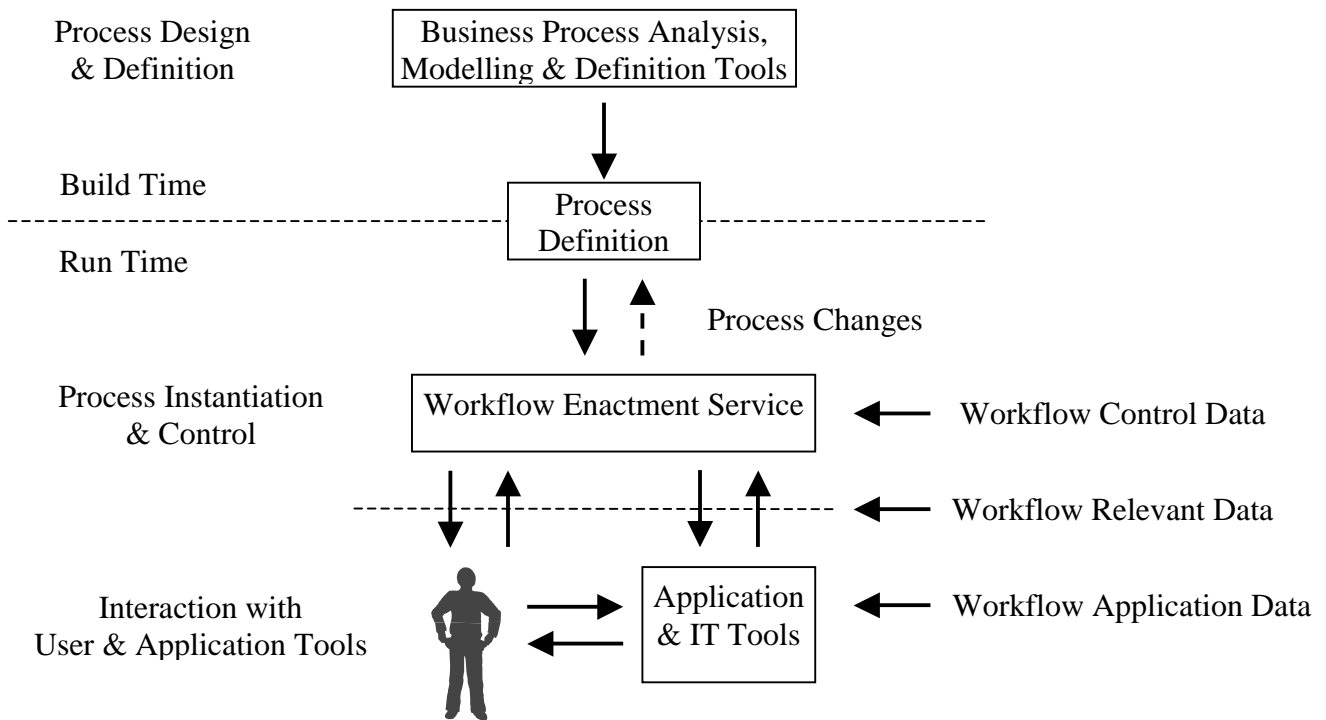 Process Design
& Definition
Business Process Analysis,
Modelling & Definition Tools
Build Time
Process
Definition
Run Time
Process Changes
Process Instantiation
& Control
Workflow Enactment Service
Workflow Control Data
Workflow Relevant Data
Interaction with
User & Application Tools
Application
& IT Tools
Workflow Application Data